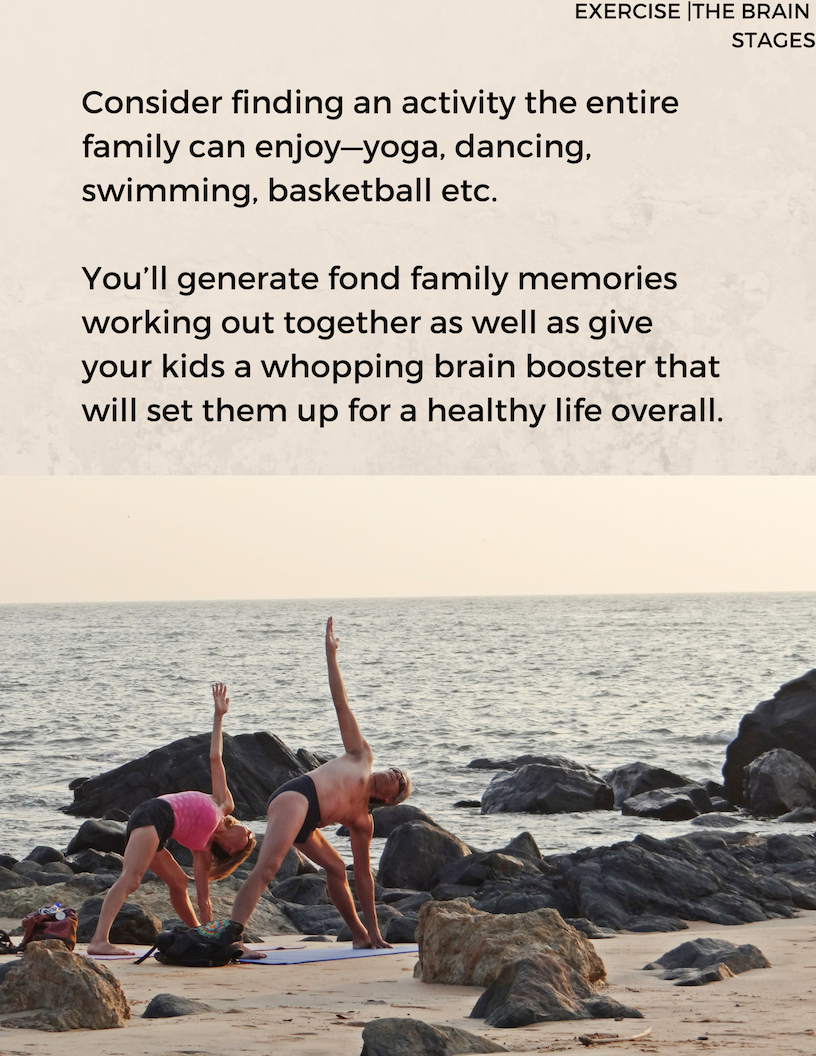 EXERCISE |THE BRAIN
STAGES
Consider finding an activity the entire
family can enjoy—yoga, dancing,
swimming, basketball etc.
You’ll generate fond family memories
working out together as well as give
your kids a whopping brain booster that
will set them up for a healthy life overall.